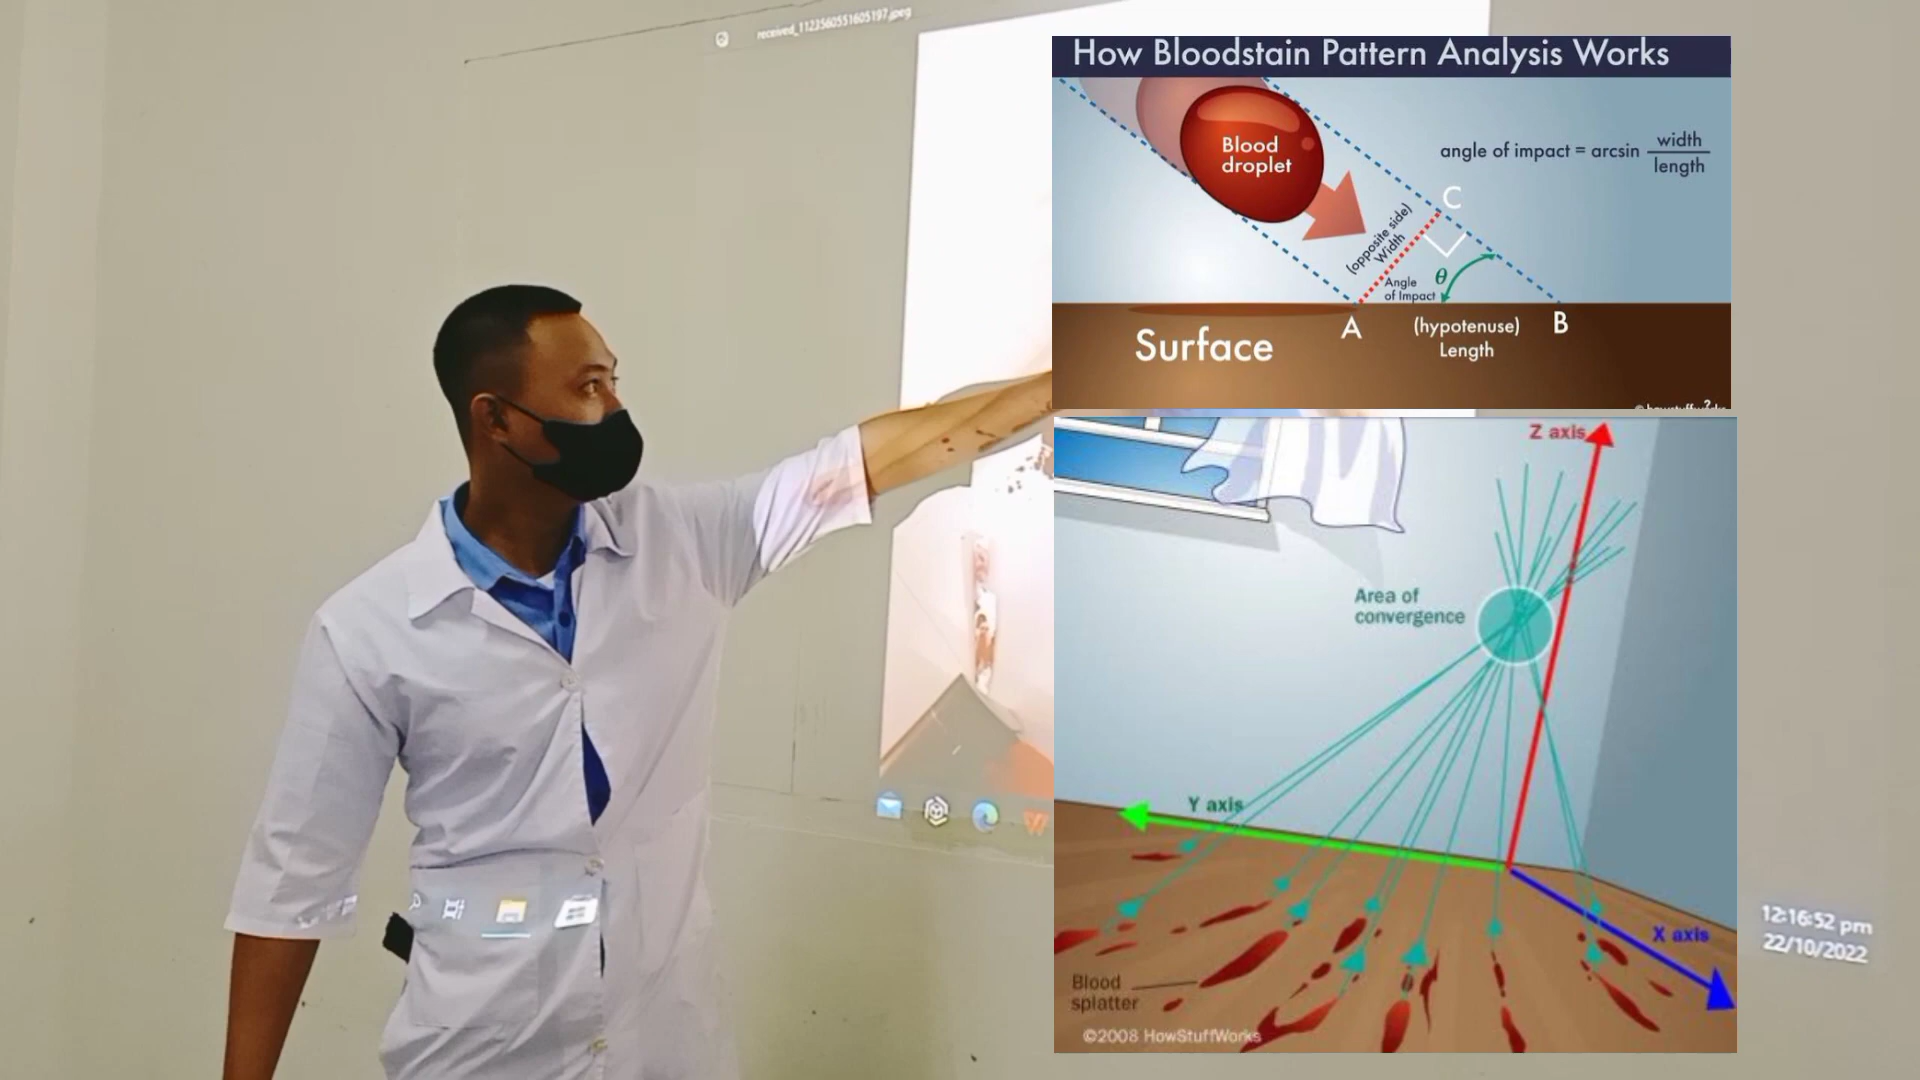 received_1123560551605197.jpeg
How Bloodstain Pattern Analysis Works
Blood
droplet
angle of impact = arcsin width
length
C
(opposite side)
Width
θ
Angle
of Impact
A
(hypotenuse)
Length
B
Surface
© howstuffworks
Z axis
Area of
convergence
Y axis
X axis
Blood
splatter
©2008 HowStuffWorks
12:16:52 pm
22/10/2022